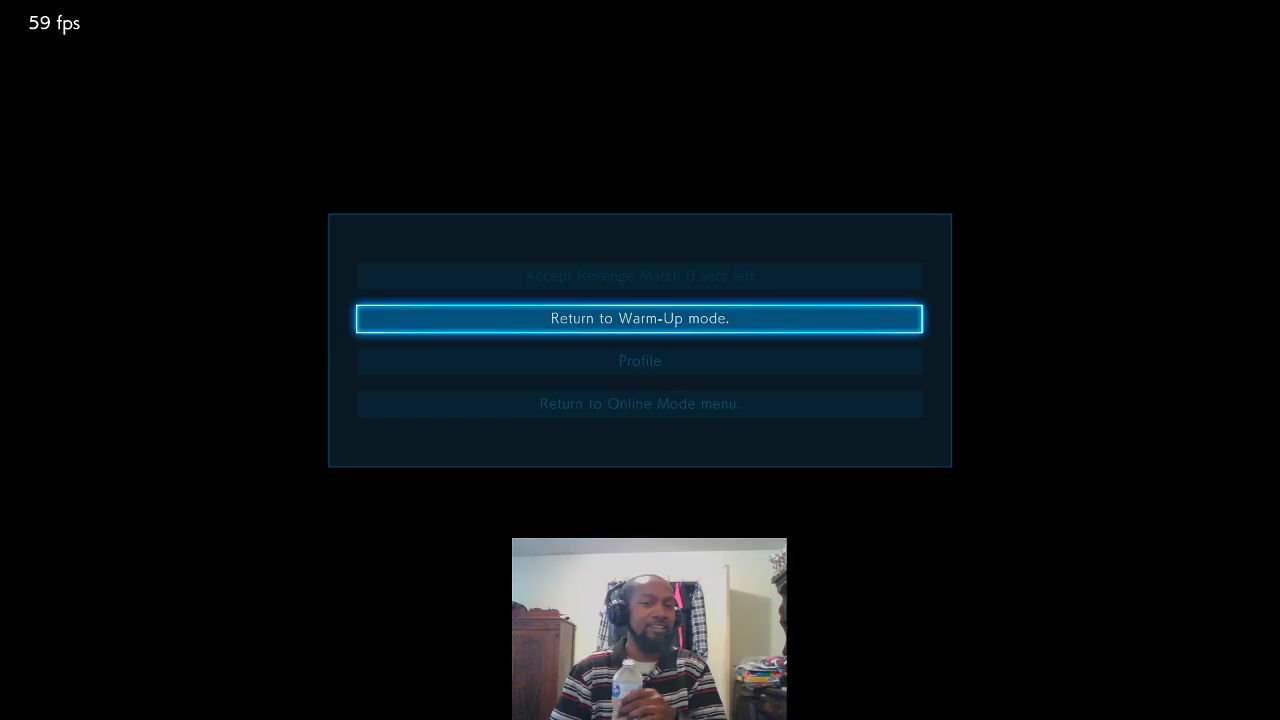 59 fps
Accept Revenge Match 0 secs left
Return to Warm-Up mode.
Profile
Return to Online Mode menu.